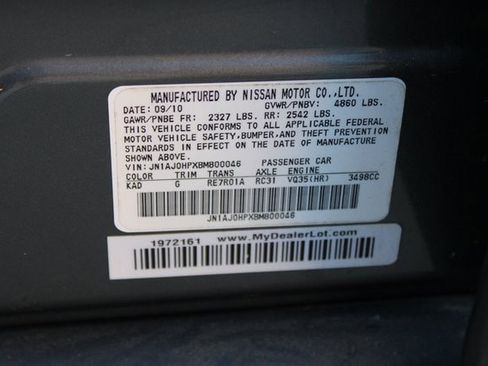 MANUFACTURED BY NISSAN MOTOR CO.,LTD.
DATE: 09/10 GVWR/PNBV: 4860 LBS.
GAWR/PNBE FR: 2327 LBS. RR: 2542 LBS.
THIS VEHICLE CONFORMS TO ALL APPLICABLE FEDERAL
MOTOR VEHICLE SAFETY,BUMPER,AND THEFT PREVENTION
STANDARDS IN EFFECT ON THE DATE OF MANUFACTURE
SHOWN ABOVE.
VIN: JN1AJ0HPXBM800046 PASSENGER CAR
COLOR TRIM TRANS AXLE ENGINE
KAD G RE7R01A RC31 VQ35(HR) 3498CC
JN1AJ0HPXBM800046
1972161 www.MyDealerLot.com